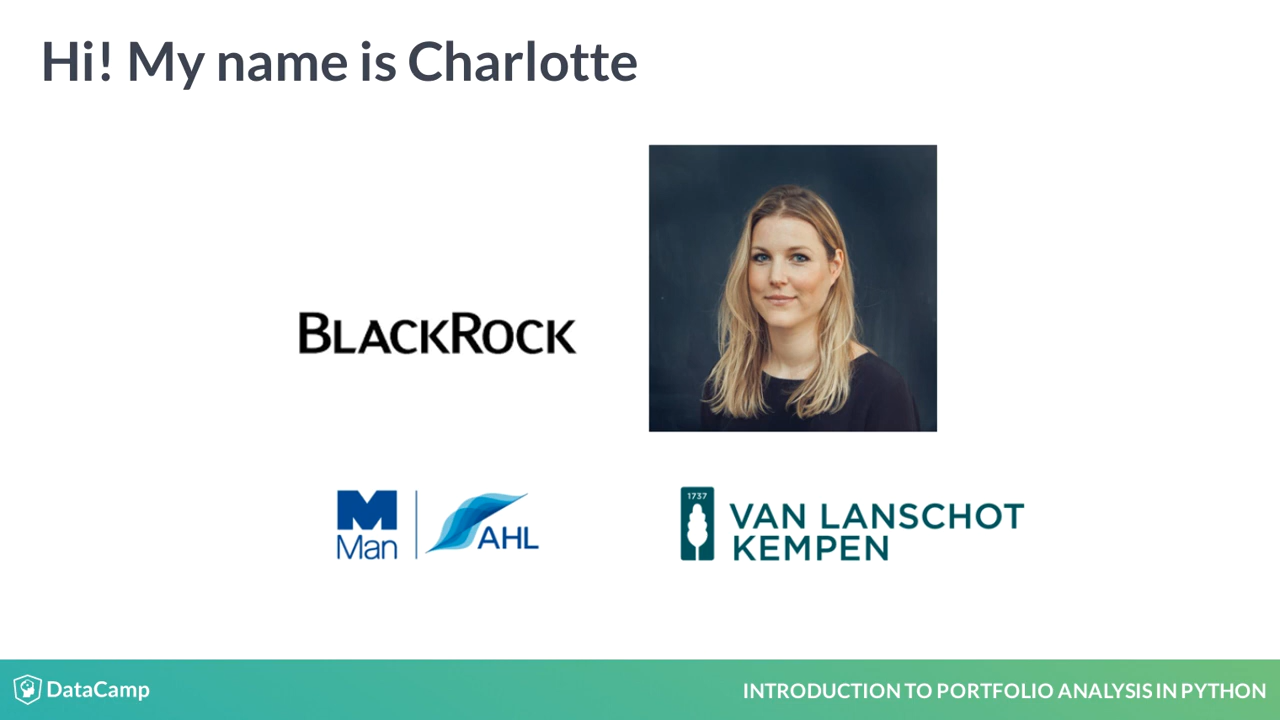 Hi! My name is Charlotte
BLACKROCK
Man
AHL
1737
VAN LANSCHOT
KEMPEN
DataCamp
INTRODUCTION TO PORTFOLIO ANALYSIS IN PYTHON